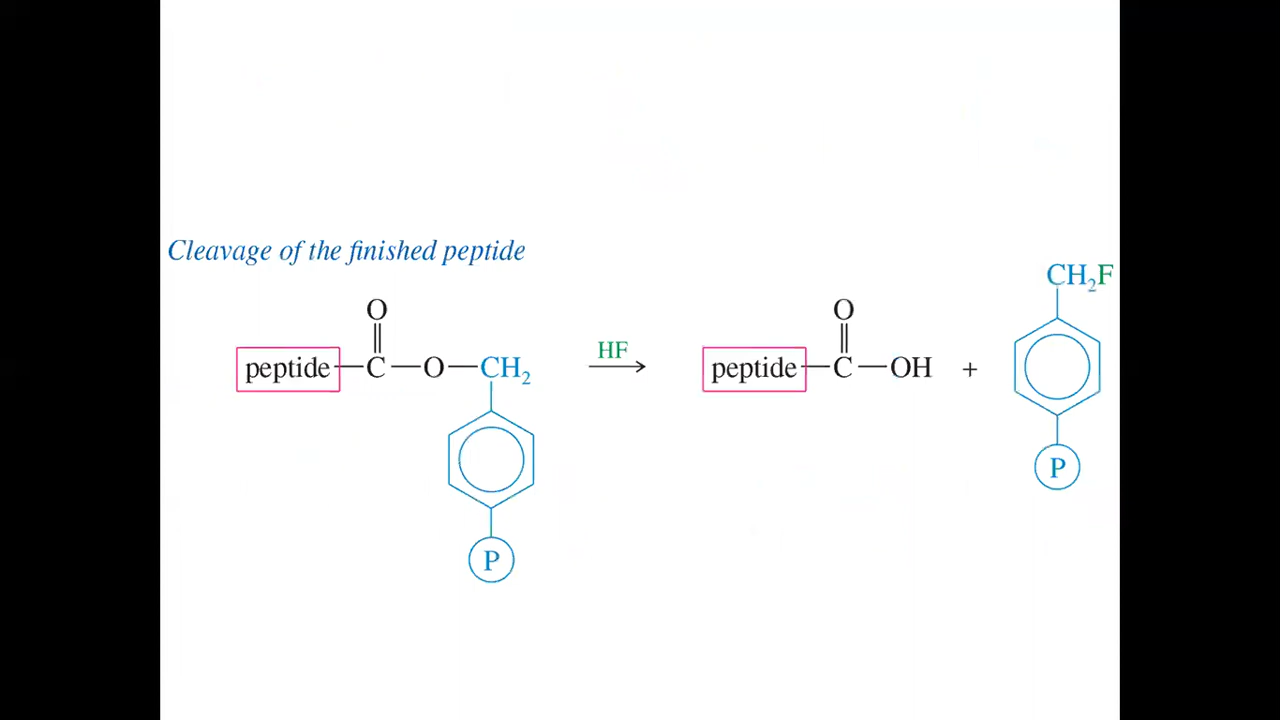 Cleavage of the finished peptide
O
peptide C O CH₂
P
HF
O
peptide C OH + CH₂F
P